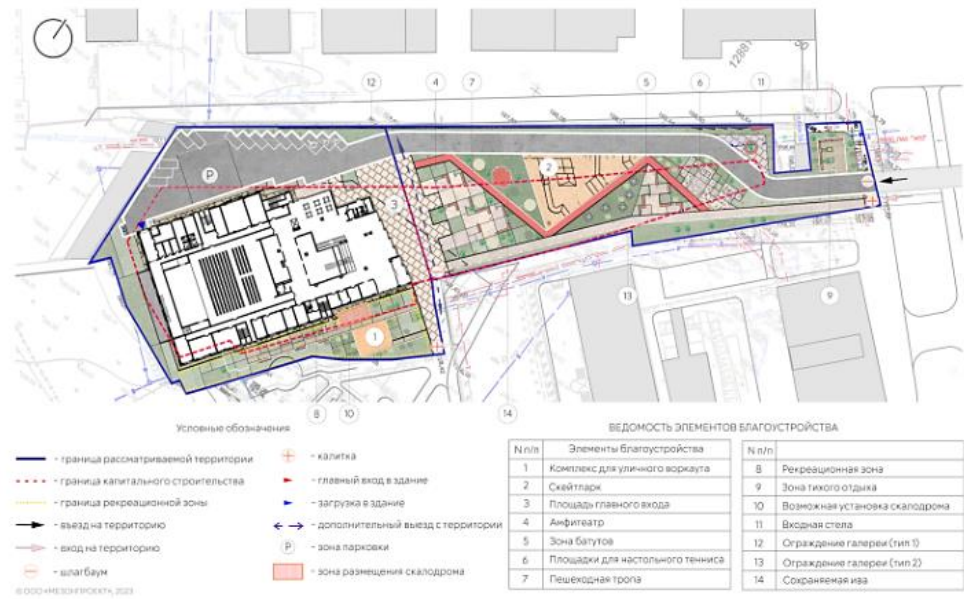 12881
12
4
7
5
6
11
P
2
3
1
13
9
8
10
14
Условные обозначения
- граница рассматриваемой территории
- граница капитального строительства
- граница рекреационной зоны
- въезд на территорию
- вход на территорию
- шлагбаум
- калитка
- главный вход в здание
- загрузка в здание
- дополнительный выезд с территории
P - зона парковки
- зона размещения скалодрома
ВЕДОМОСТЬ ЭЛЕМЕНТОВ БЛАГОУСТРОЙСТВА
N п/п Элементы благоустройства
1 Комплекс для уличного воркаута
2 Скейтпарк
3 Площадь главного входа
4 Амфитеатр
5 Зона батутов
6 Площадки для настольного тенниса
7 Пешеходная тропа
N п/п
8 Рекреационная зона
9 Зона тихого отдыха
10 Возможная установка скалодрома
11 Входная стела
12 Ограждение галереи (тип 1)
13 Ограждение галереи (тип 2)
14 Сохраняемая ива
© ООО «МЕЗОНПРОЕКТ», 2023